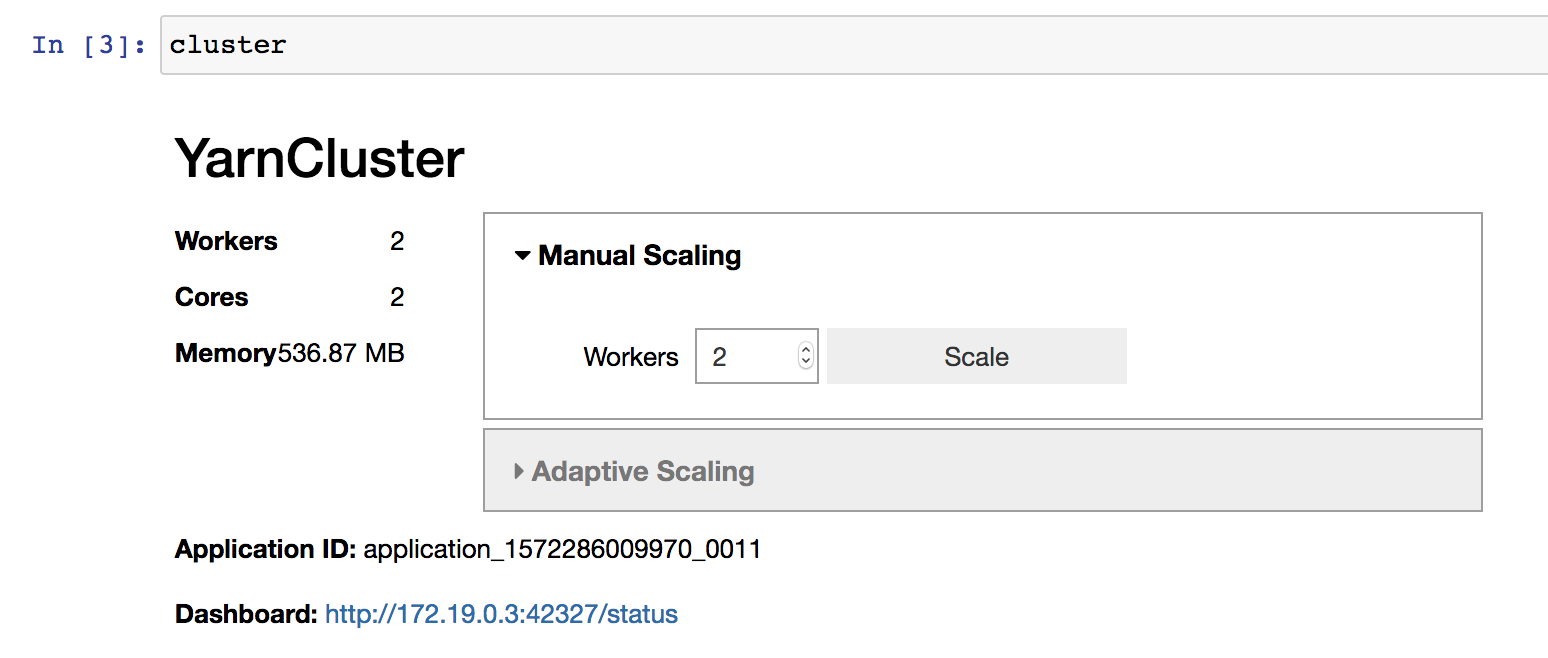 In [3]: cluster
YarnCluster
Workers 2
Cores 2
Memory 536.87 MB
Manual Scaling
Workers 2 Scale
Adaptive Scaling
Application ID: application_1572286009970_0011
Dashboard: http://172.19.0.3:42327/status